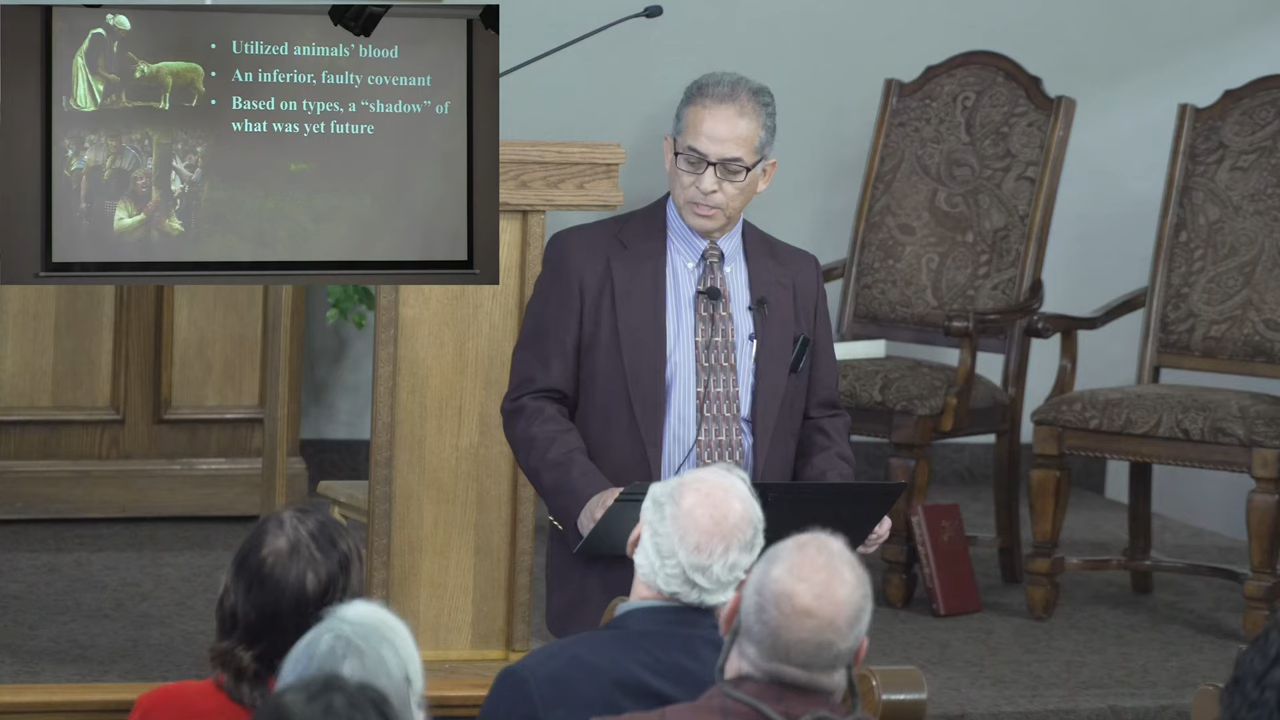 • Utilized animals’ blood
• An inferior, faulty covenant
• Based on types, a “shadow” of
what was yet future